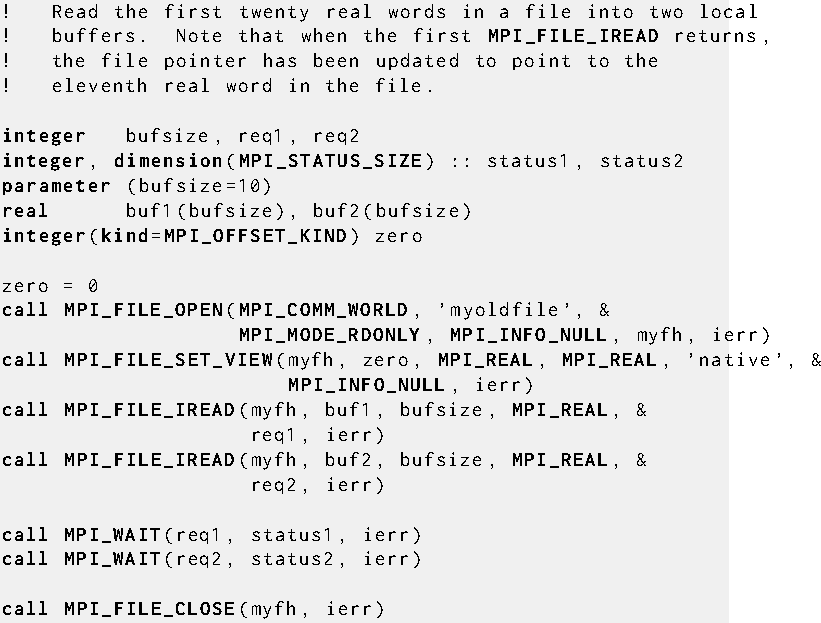 !   Read the first twenty real words in a file into two local
!   buffers.  Note that when the first MPI_FILE_IREAD returns,
!   the file pointer has been updated to point to the
!   eleventh real word in the file.

integer   bufsize, req1, req2
integer, dimension(MPI_STATUS_SIZE) :: status1, status2
parameter (bufsize=10)
real      buf1(bufsize), buf2(bufsize)
integer(kind=MPI_OFFSET_KIND) zero

zero = 0
call MPI_FILE_OPEN(MPI_COMM_WORLD, 'myoldfile', &
                   MPI_MODE_RDONLY, MPI_INFO_NULL, myfh, ierr)
call MPI_FILE_SET_VIEW(myfh, zero, MPI_REAL, MPI_REAL, 'native', &
                       MPI_INFO_NULL, ierr)
call MPI_FILE_IREAD(myfh, buf1, bufsize, MPI_REAL, &
                    req1, ierr)
call MPI_FILE_IREAD(myfh, buf2, bufsize, MPI_REAL, &
                    req2, ierr)

call MPI_WAIT(req1, status1, ierr)
call MPI_WAIT(req2, status2, ierr)

call MPI_FILE_CLOSE(myfh, ierr)